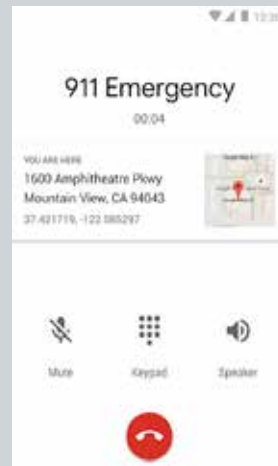 911 Emergency
00:04
YOU ARE HERE
1600 Amphitheatre Pkwy
Mountain View, CA 94043
37.421719, -122.085297
Mute
Keypad
Speaker